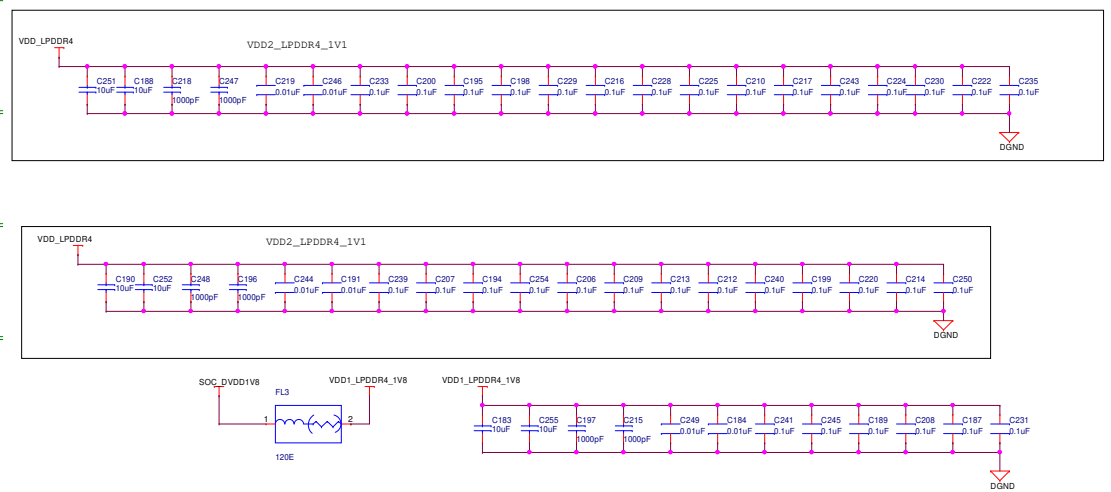 VDD_LPDDR4
VDD2_LPDDR4_1V1
C251 C188 C218 C247 C219 C246 C233 C200 C195 C198 C229 C216 C228 C225 C210 C217 C243 C224 C230 C222 C235
10uF 10uF 1000pF 1000pF 0.01uF 0.01uF 0.1uF 0.1uF 0.1uF 0.1uF 0.1uF 0.1uF 0.1uF 0.1uF 0.1uF 0.1uF 0.1uF 0.1uF 0.1uF 0.1uF 0.1uF
DGND
VDD_LPDDR4
VDD2_LPDDR4_1V1
C190 C252 C248 C196 C244 C191 C239 C207 C194 C254 C206 C209 C213 C212 C240 C199 C220 C214 C250
10uF 10uF 1000pF 1000pF 0.01uF 0.01uF 0.1uF 0.1uF 0.1uF 0.1uF 0.1uF 0.1uF 0.1uF 0.1uF 0.1uF 0.1uF 0.1uF 0.1uF 0.1uF
DGND
SOC_DVDD1V8 VDD1_LPDDR4_1V8 VDD1_LPDDR4_1V8
FL3
1 2
120E
C183 C255 C197 C215 C249 C184 C241 C245 C189 C208 C187 C231
10uF 10uF 1000pF 1000pF 0.01uF 0.01uF 0.1uF 0.1uF 0.1uF 0.1uF 0.1uF 0.1uF
DGND